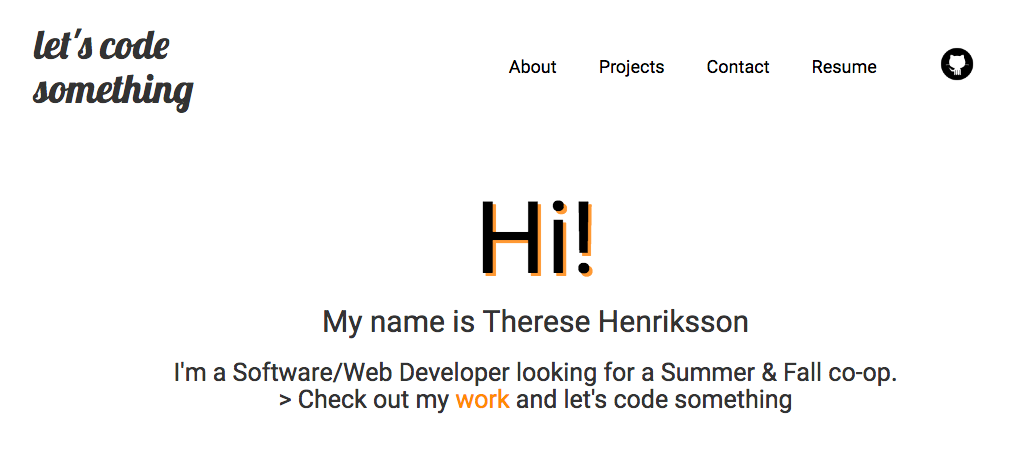 let's code
something
About Projects Contact Resume
Hi!
My name is Therese Henriksson
I'm a Software/Web Developer looking for a Summer & Fall co-op.
> Check out my work and let's code something